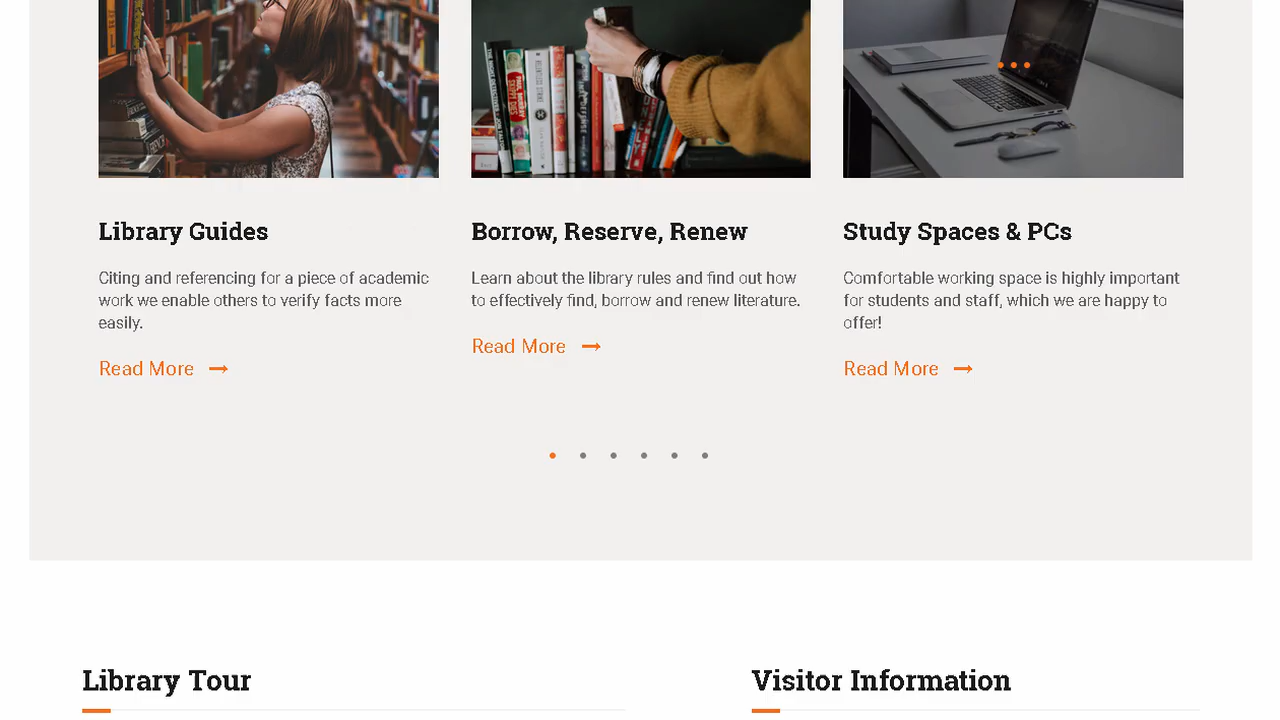 Library Guides
Citing and referencing for a piece of academic
work we enable others to verify facts more
easily.
Read More
Borrow, Reserve, Renew
Learn about the library rules and find out how
to effectively find, borrow and renew literature.
Read More
Study Spaces & PCs
Comfortable working space is highly important
for students and staff, which we are happy to
offer!
Read More
Library Tour
Visitor Information